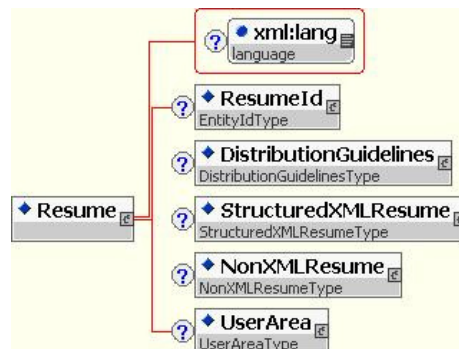 xml:lang
language
ResumeId
EntityIdType
DistributionGuidelines
DistributionGuidelinesType
Resume
StructuredXMLResume
StructuredXMLResumeType
NonXMLResume
NonXMLResumeType
UserArea
UserAreaType